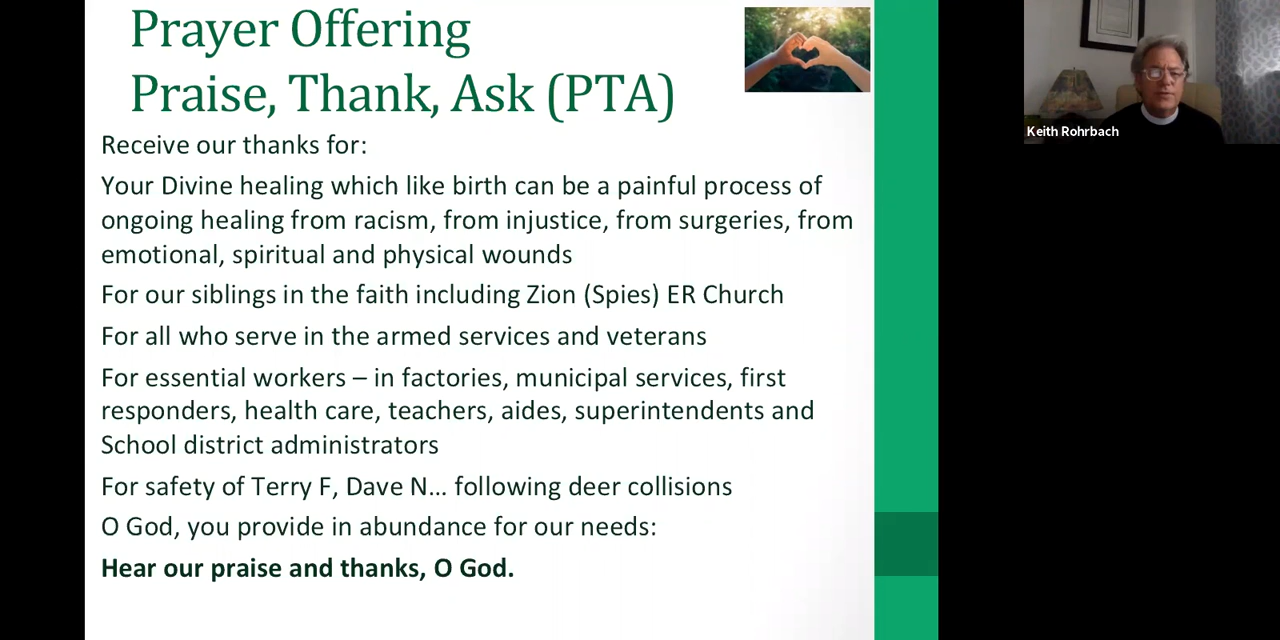 Prayer Offering
Praise, Thank, Ask (PTA)
Receive our thanks for:
Your Divine healing which like birth can be a painful process of
ongoing healing from racism, from injustice, from surgeries, from
emotional, spiritual and physical wounds
For our siblings in the faith including Zion (Spies) ER Church
For all who serve in the armed services and veterans
For essential workers – in factories, municipal services, first
responders, health care, teachers, aides, superintendents and
School district administrators
For safety of Terry F, Dave N… following deer collisions
O God, you provide in abundance for our needs:
Hear our praise and thanks, O God.
Keith Rohrbach